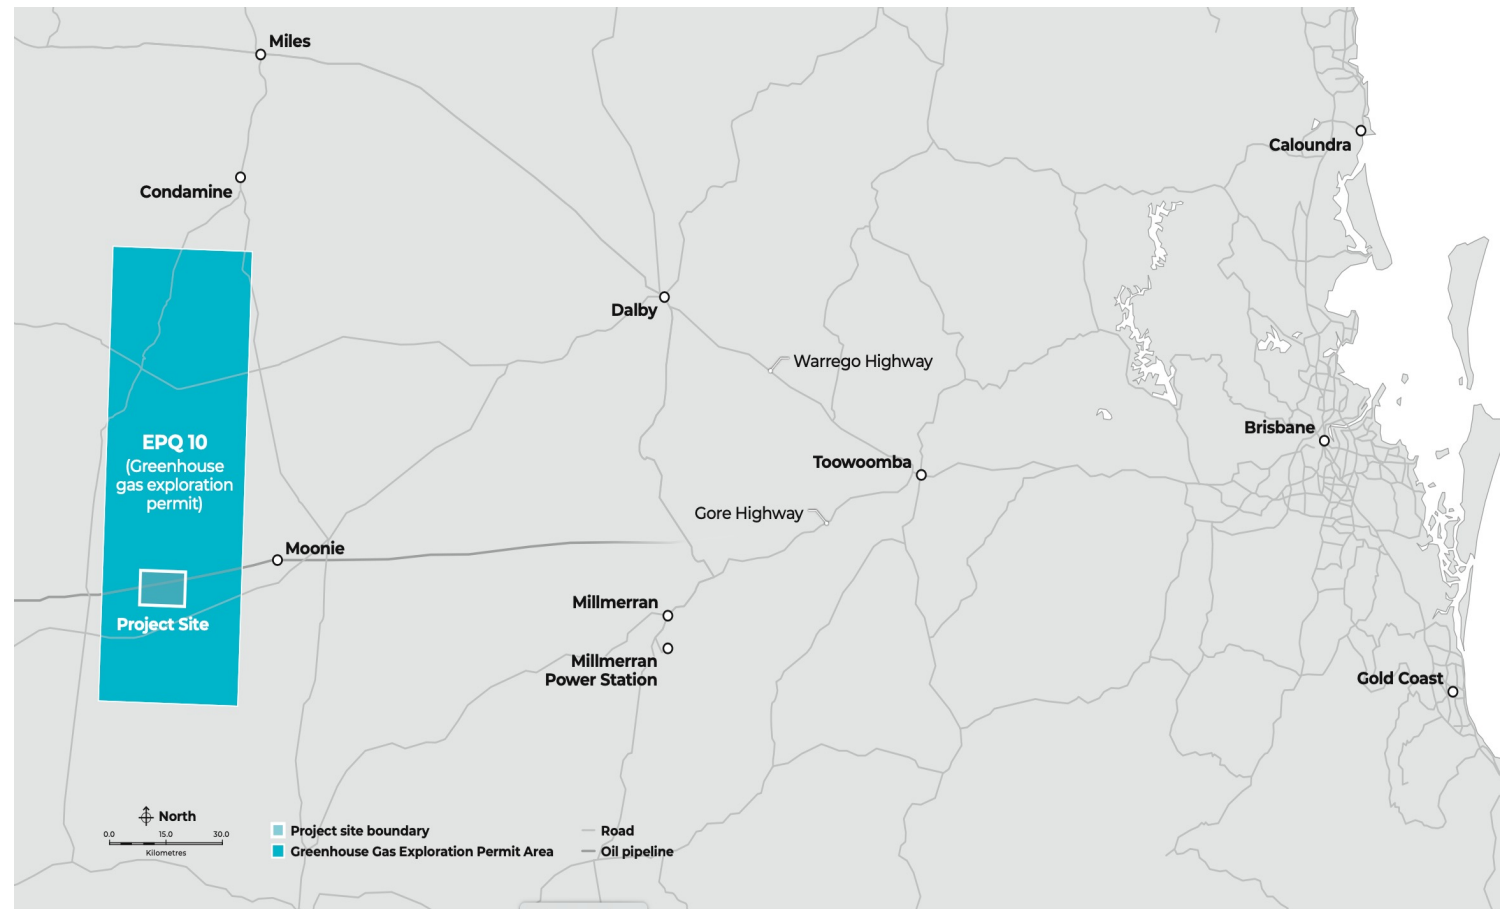 Miles
Caloundra
Condamine
Dalby
Warrego Highway
Brisbane
EPQ 10
(Greenhouse
gas exploration
permit)
Toowoomba
Gore Highway
Moonie
Millmerran
Project Site
Millmerran
Power Station
Gold Coast
North
0.0 15.0 30.0
Kilometres
Project site boundary
Greenhouse Gas Exploration Permit Area
Road
Oil pipeline